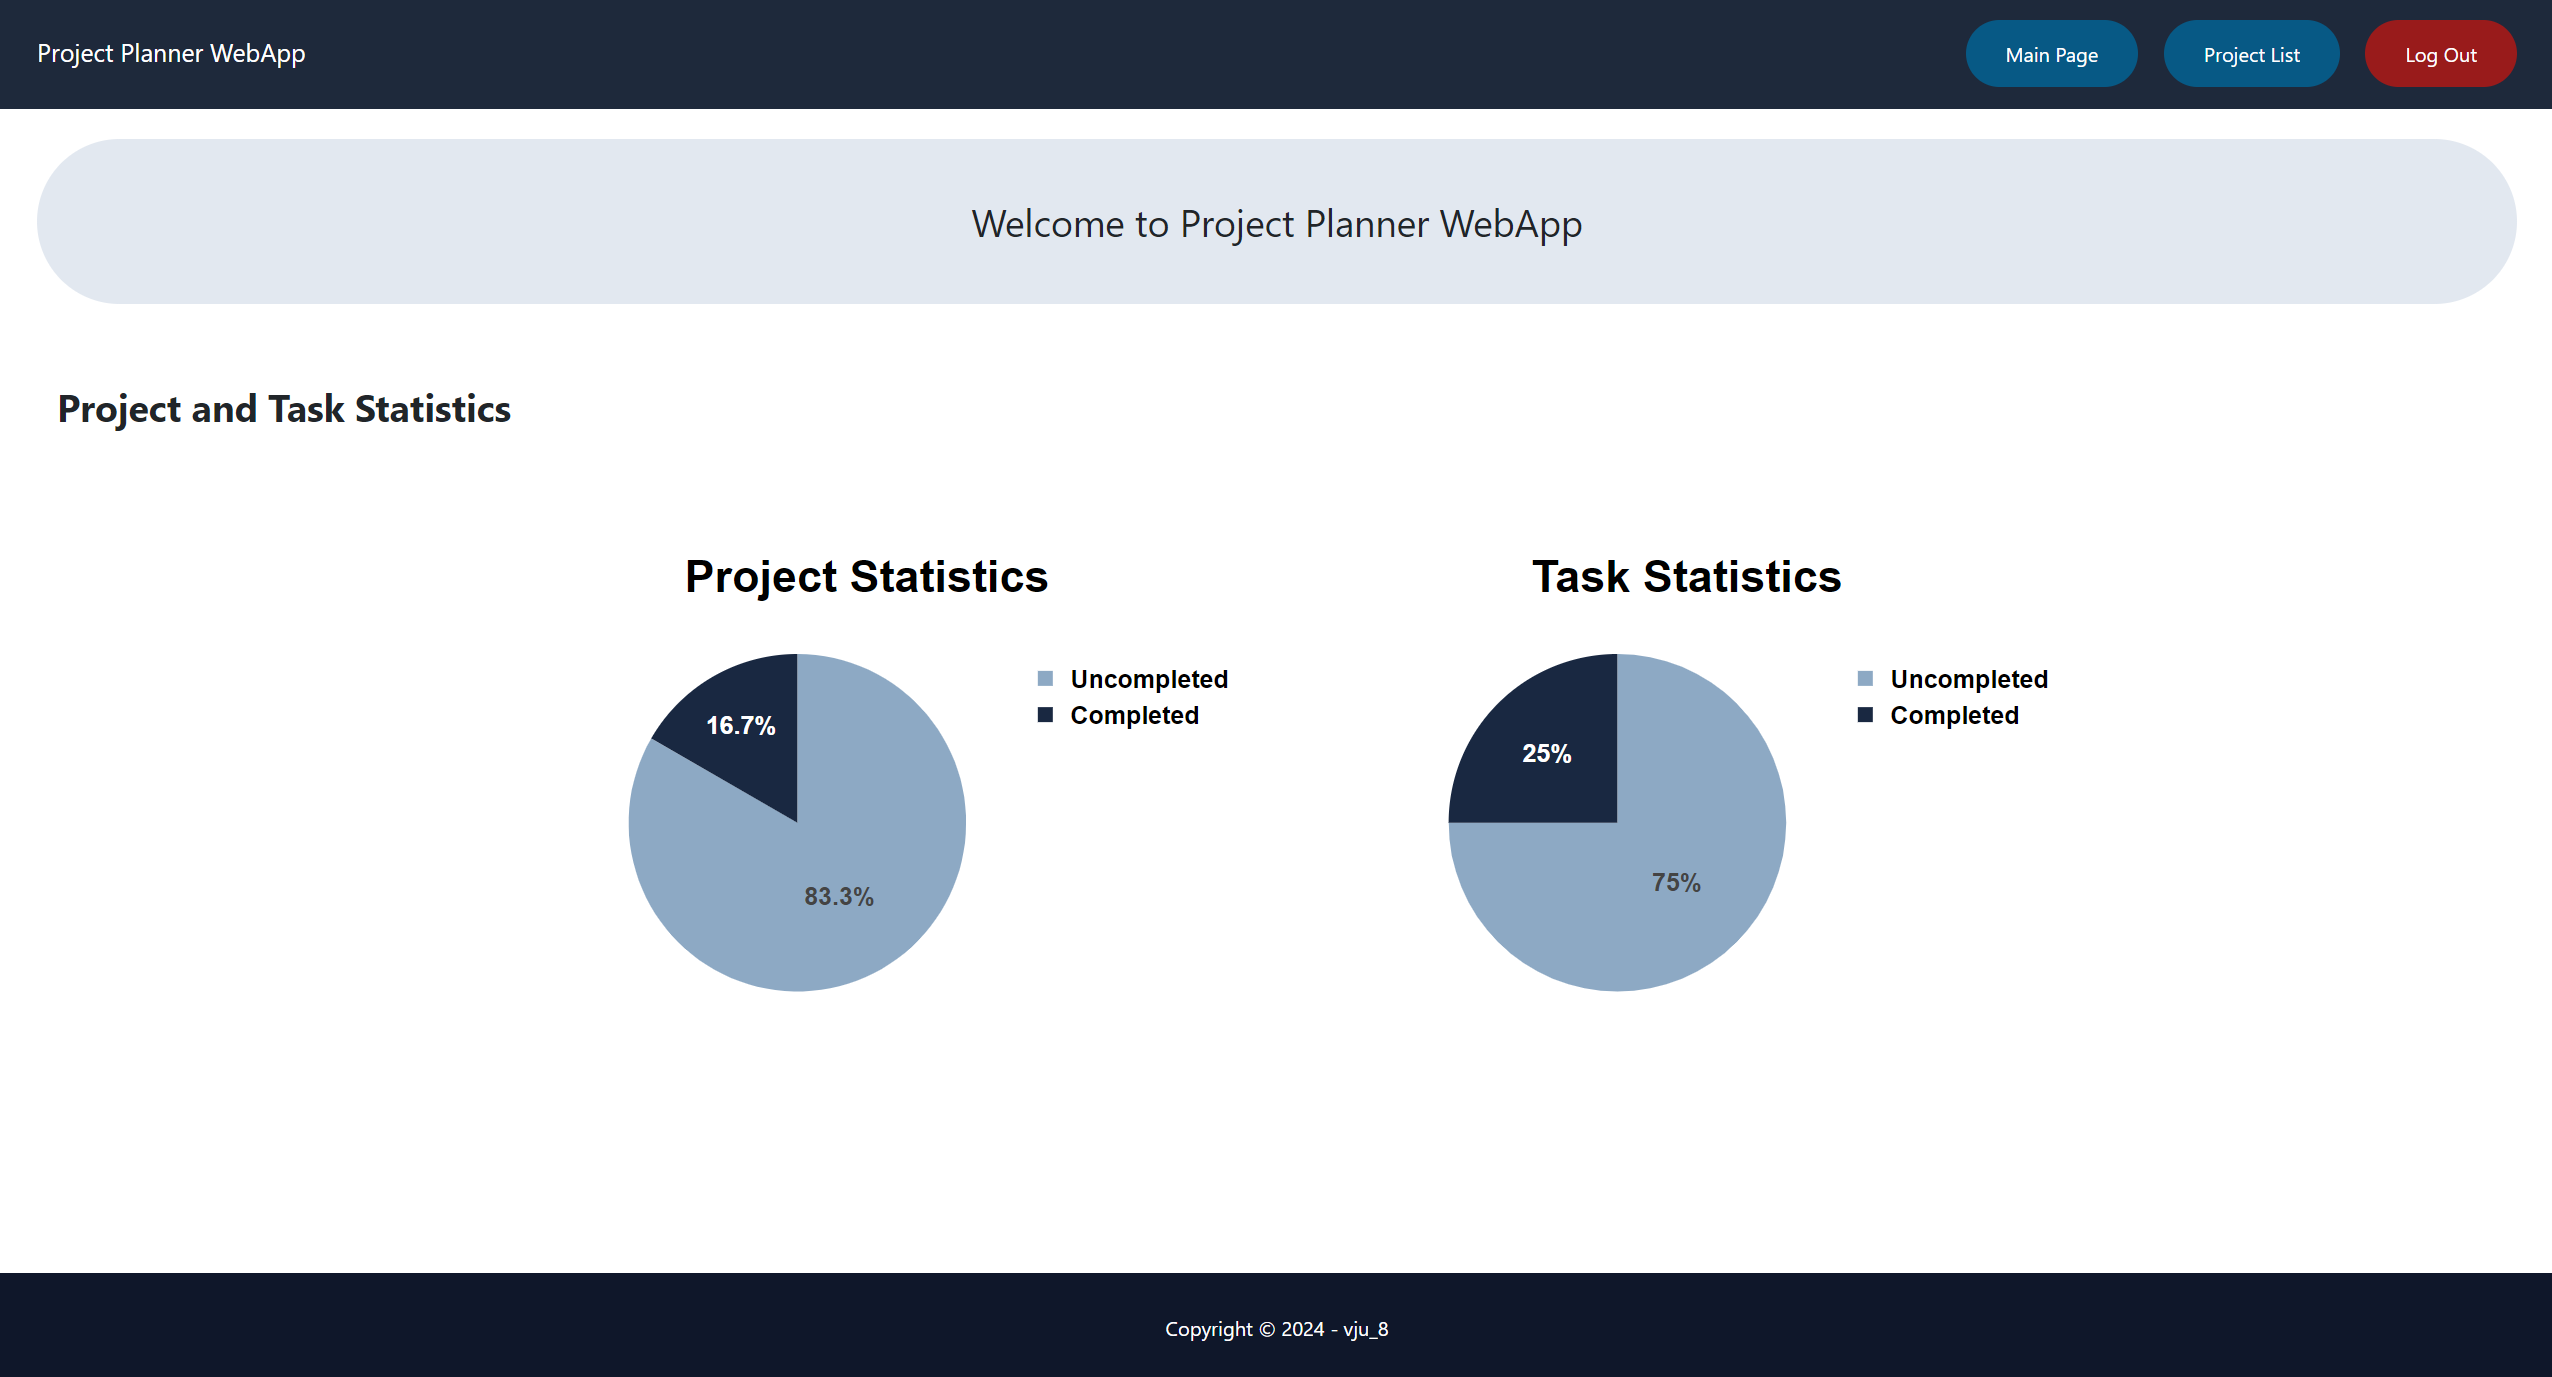 Project Planner WebApp
Main Page
Project List
Log Out
Welcome to Project Planner WebApp
Project and Task Statistics
Project Statistics
16.7%
83.3%
Uncompleted
Completed
Task Statistics
25%
75%
Uncompleted
Completed
Copyright © 2024 - vju_8